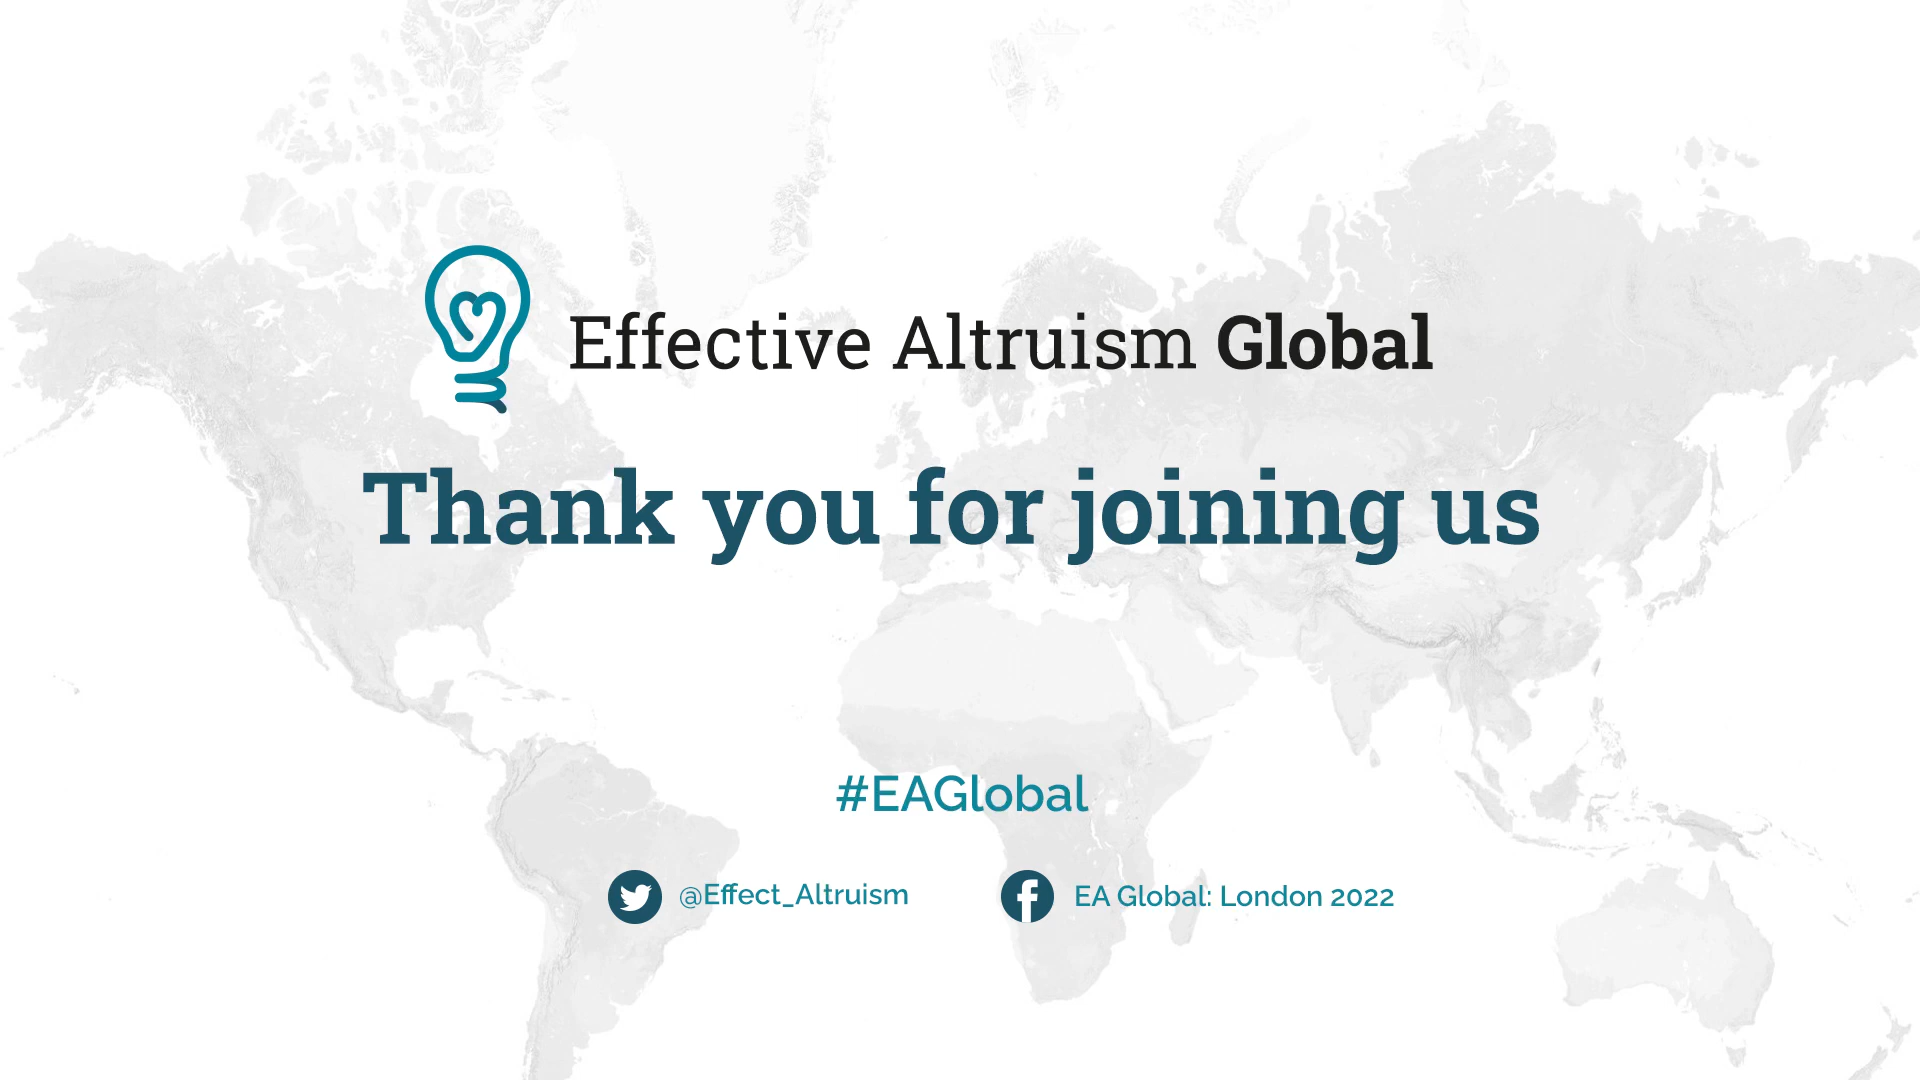 Effective Altruism Global
Thank you for joining us
#EAGlobal
@Effect_Altruism
EA Global: London 2022